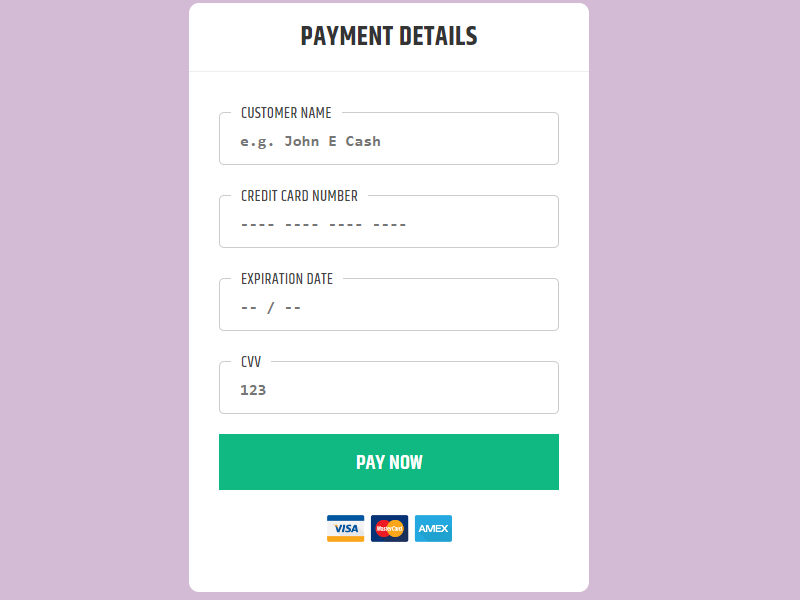 PAYMENT DETAILS
CUSTOMER NAME
e.g. John E Cash
CREDIT CARD NUMBER
---- ---- ---- ----
EXPIRATION DATE
-- / --
CVV
123
PAY NOW
VISA MasterCard AMEX